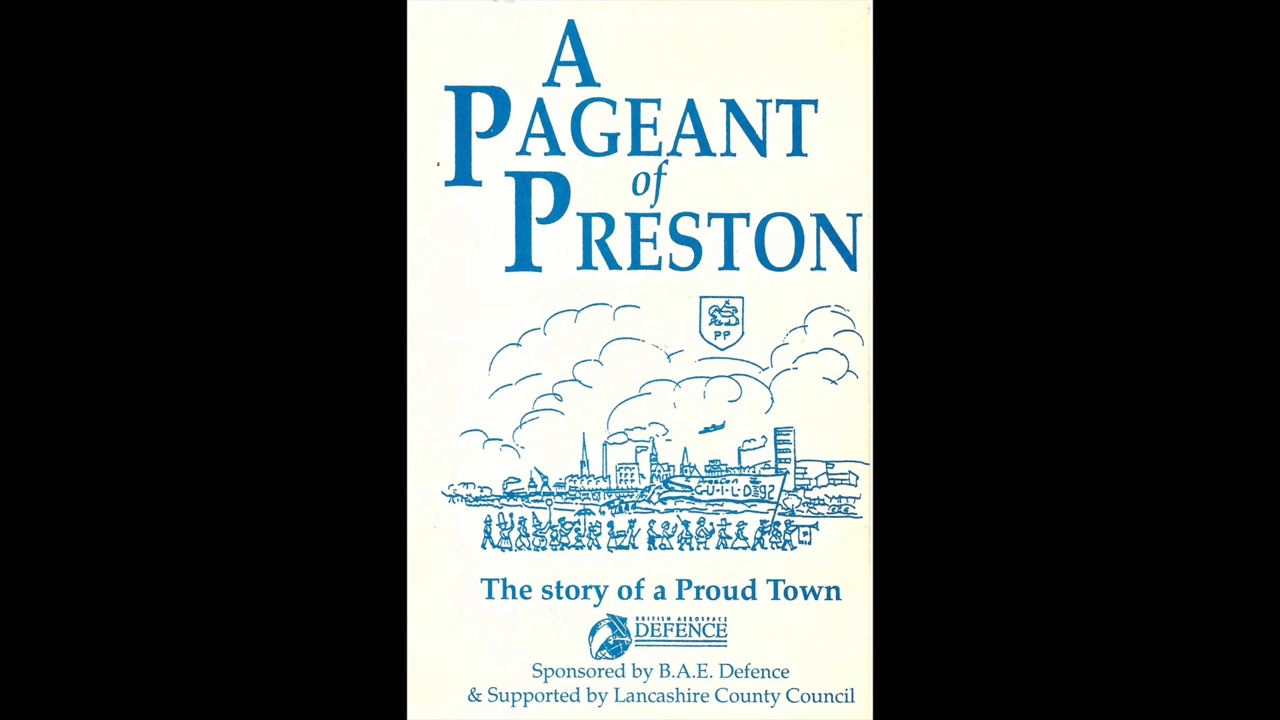 A
PAGEANT
of
PRESTON
PP
Preston
G·U·I·L·D 92
The story of a Proud Town
BRITISH AEROSPACE
DEFENCE
Sponsored by B.A.E. Defence
& Supported by Lancashire County Council